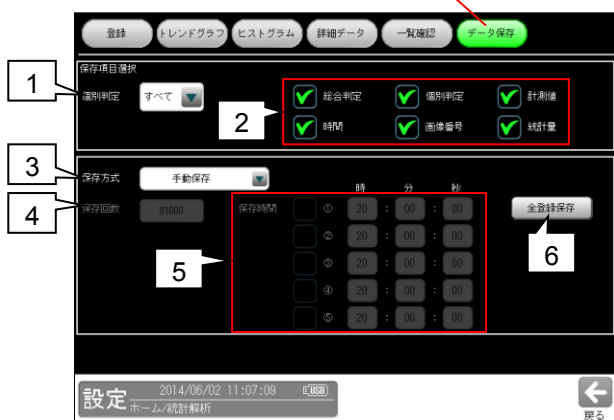 登録 トレンドグラフ ヒストグラム 詳細データ 一覧確認 データ保存
保存項目選択
1
個別判定 すべて
2
総合判定 個別判定 計測値
時間 画像番号 統計量
3
保存方式 手動保存
時 分 秒
4
保存回数 01000 保存時間 ① 20 : 00 : 00 全登録保存
② 20 : 00 : 00
6
5
③ 20 : 00 : 00
④ 20 : 00 : 00
⑤ 20 : 00 : 00
設定 2014/06/02 11:07:09 USB
ホーム/統計解析
戻る